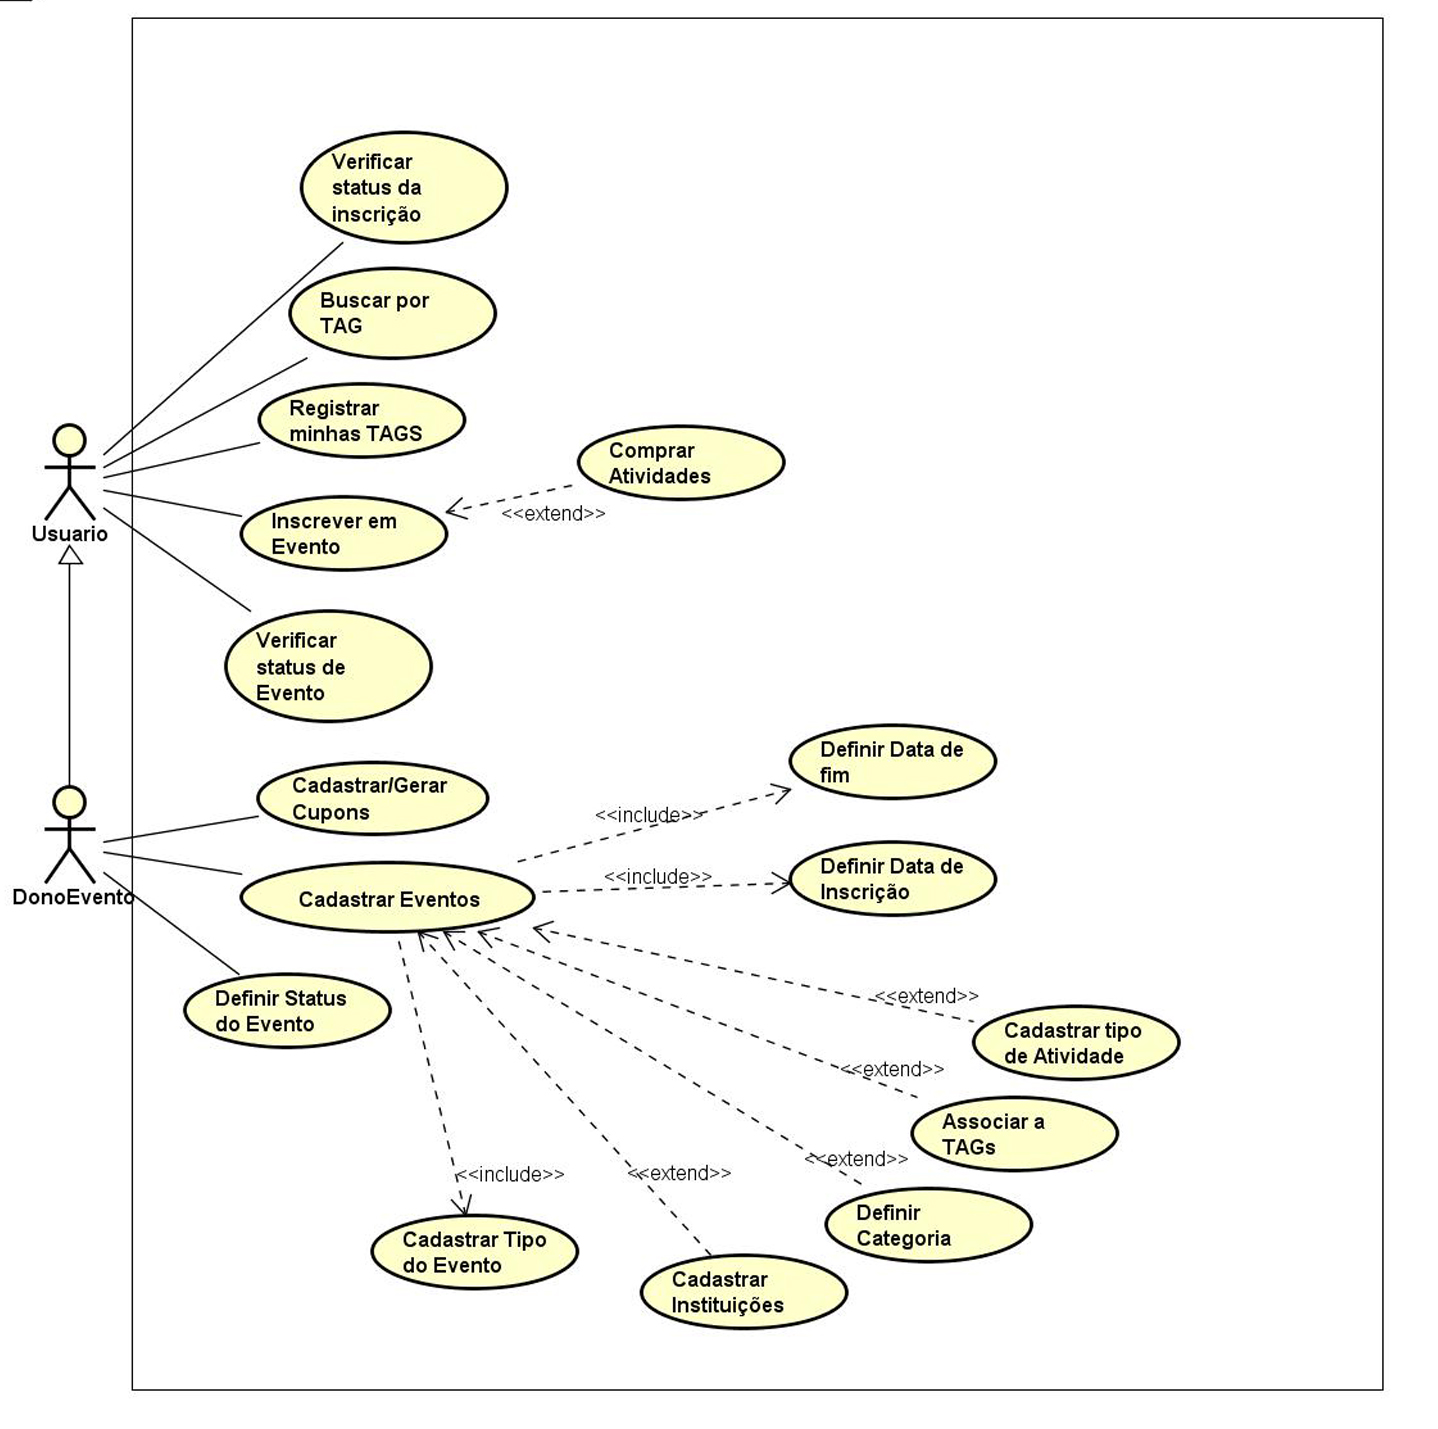 Verificar
status da
inscrição
Buscar por
TAG
Registrar
minhas TAGS
Comprar
Atividades
<<extend>>
Inscrever em
Evento
Usuario
Verificar
status de
Evento
Definir Data de
fim
Cadastrar/Gerar
Cupons
<<include>>
Definir Data de
Inscrição
<<include>>
Cadastrar Eventos
DonoEvento
Definir Status
do Evento
<<extend>>
Cadastrar tipo
de Atividade
<<extend>>
Associar a
TAGs
<<extend>>
Definir
Categoria
<<include>>
<<extend>>
Cadastrar Tipo
do Evento
Cadastrar
Instituições